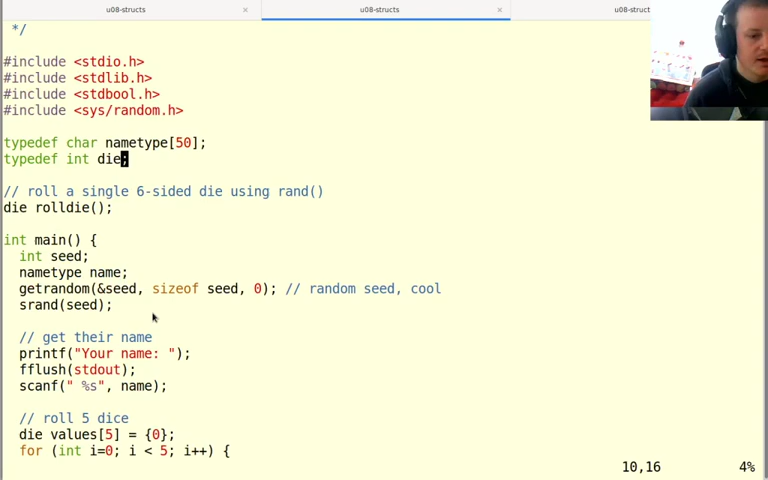 u08-structs × u08-structs × u08-struct
*/
#include <stdio.h>
#include <stdlib.h>
#include <stdbool.h>
#include <sys/random.h>
typedef char nametype[50];
typedef int die;
// roll a single 6-sided die using rand()
die rolldie();
int main() {
int seed;
nametype name;
getrandom(&seed, sizeof seed, 0); // random seed, cool
srand(seed);
// get their name
printf("Your name: ");
fflush(stdout);
scanf(" %s", name);
// roll 5 dice
die values[5] = {0};
for (int i=0; i < 5; i++) {
10,16 4%